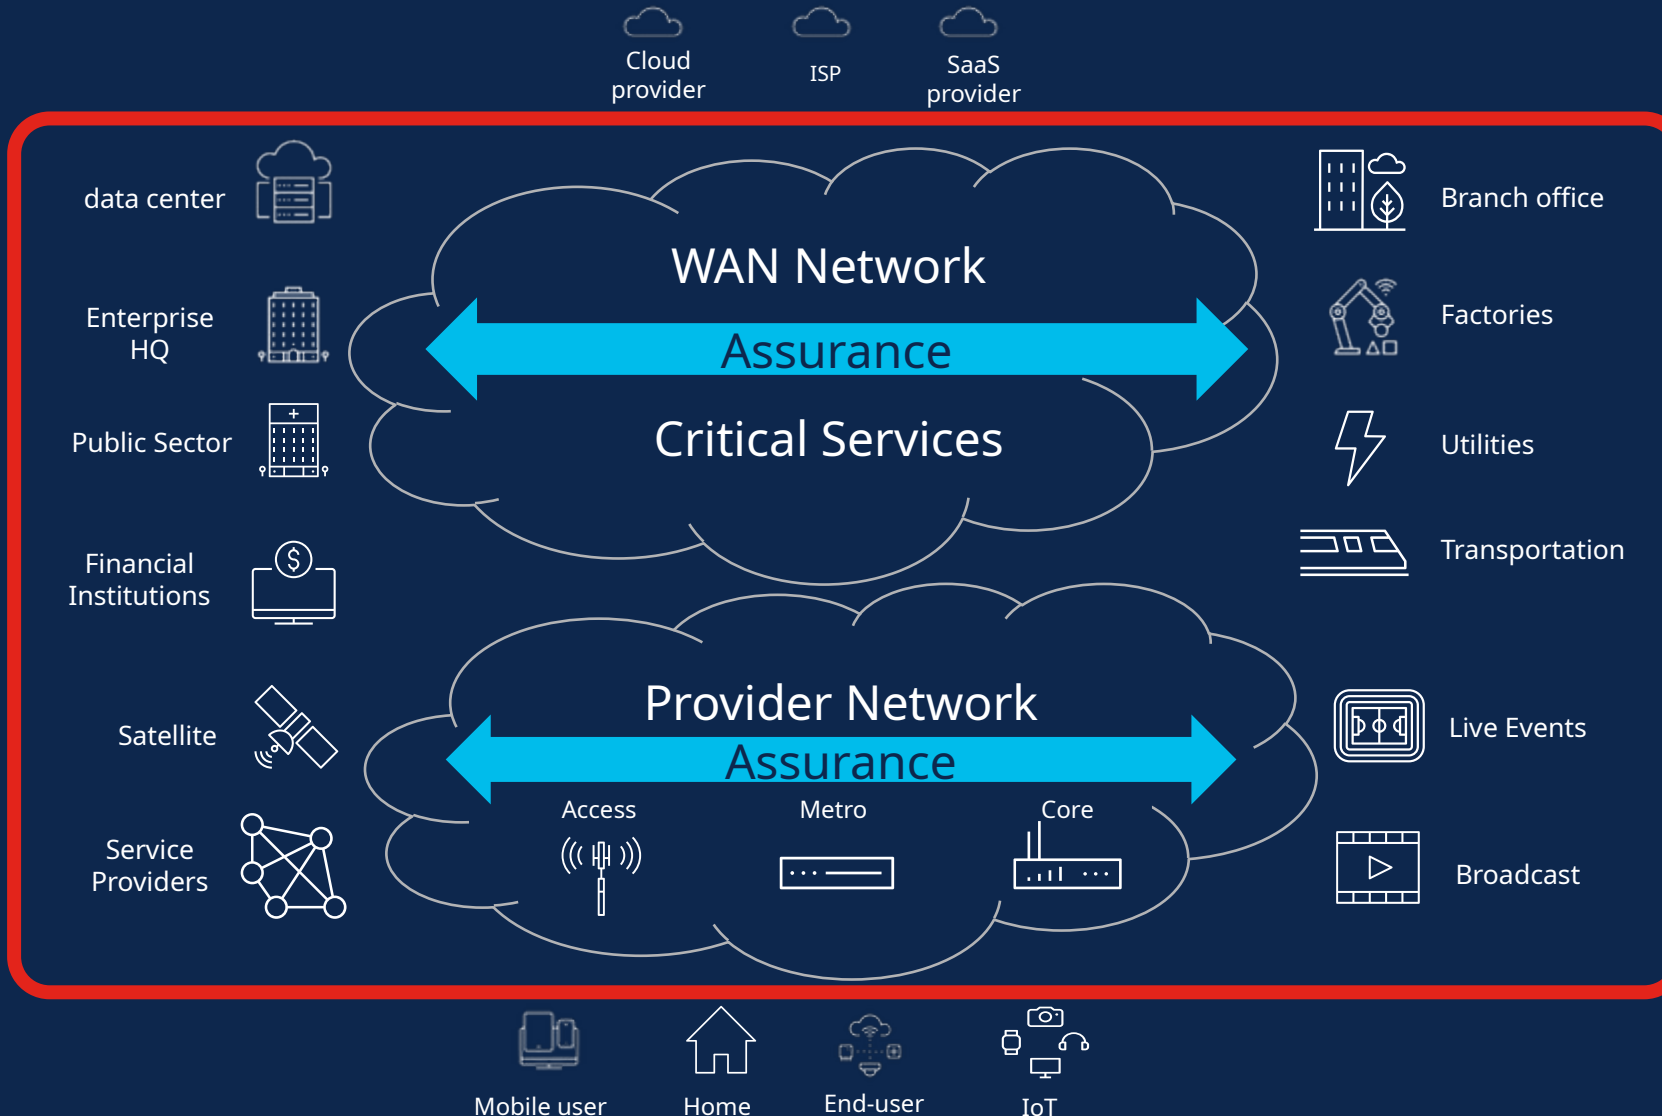 Cloud
provider
ISP
SaaS
provider
data center
Enterprise
HQ
Public Sector
Financial
Institutions
Satellite
Service
Providers
WAN Network
Assurance
Critical Services
Provider Network
Assurance
Access
Metro
Core
Branch office
Factories
Utilities
Transportation
Live Events
Broadcast
Mobile user
Home
End-user
IoT